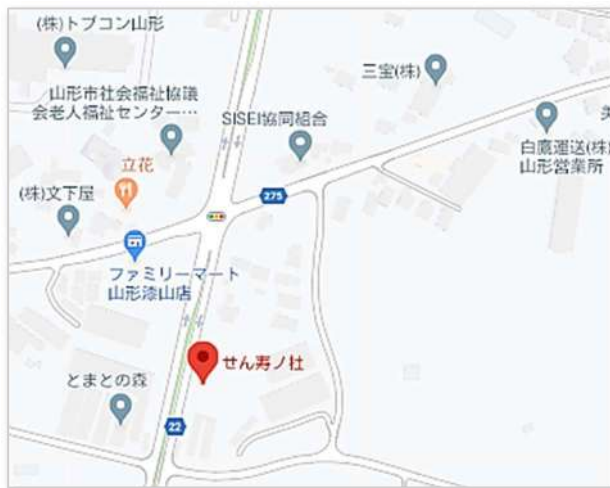 (株)トプコン山形
三宝(株)
山形市社会福祉協議
会老人福祉センター…
SISEI協同組合
白鷹運送(株)
山形営業所
立花
(株)文下屋
275
ファミリーマート
山形漆山店
せん寿ノ杜
とまとの森
22